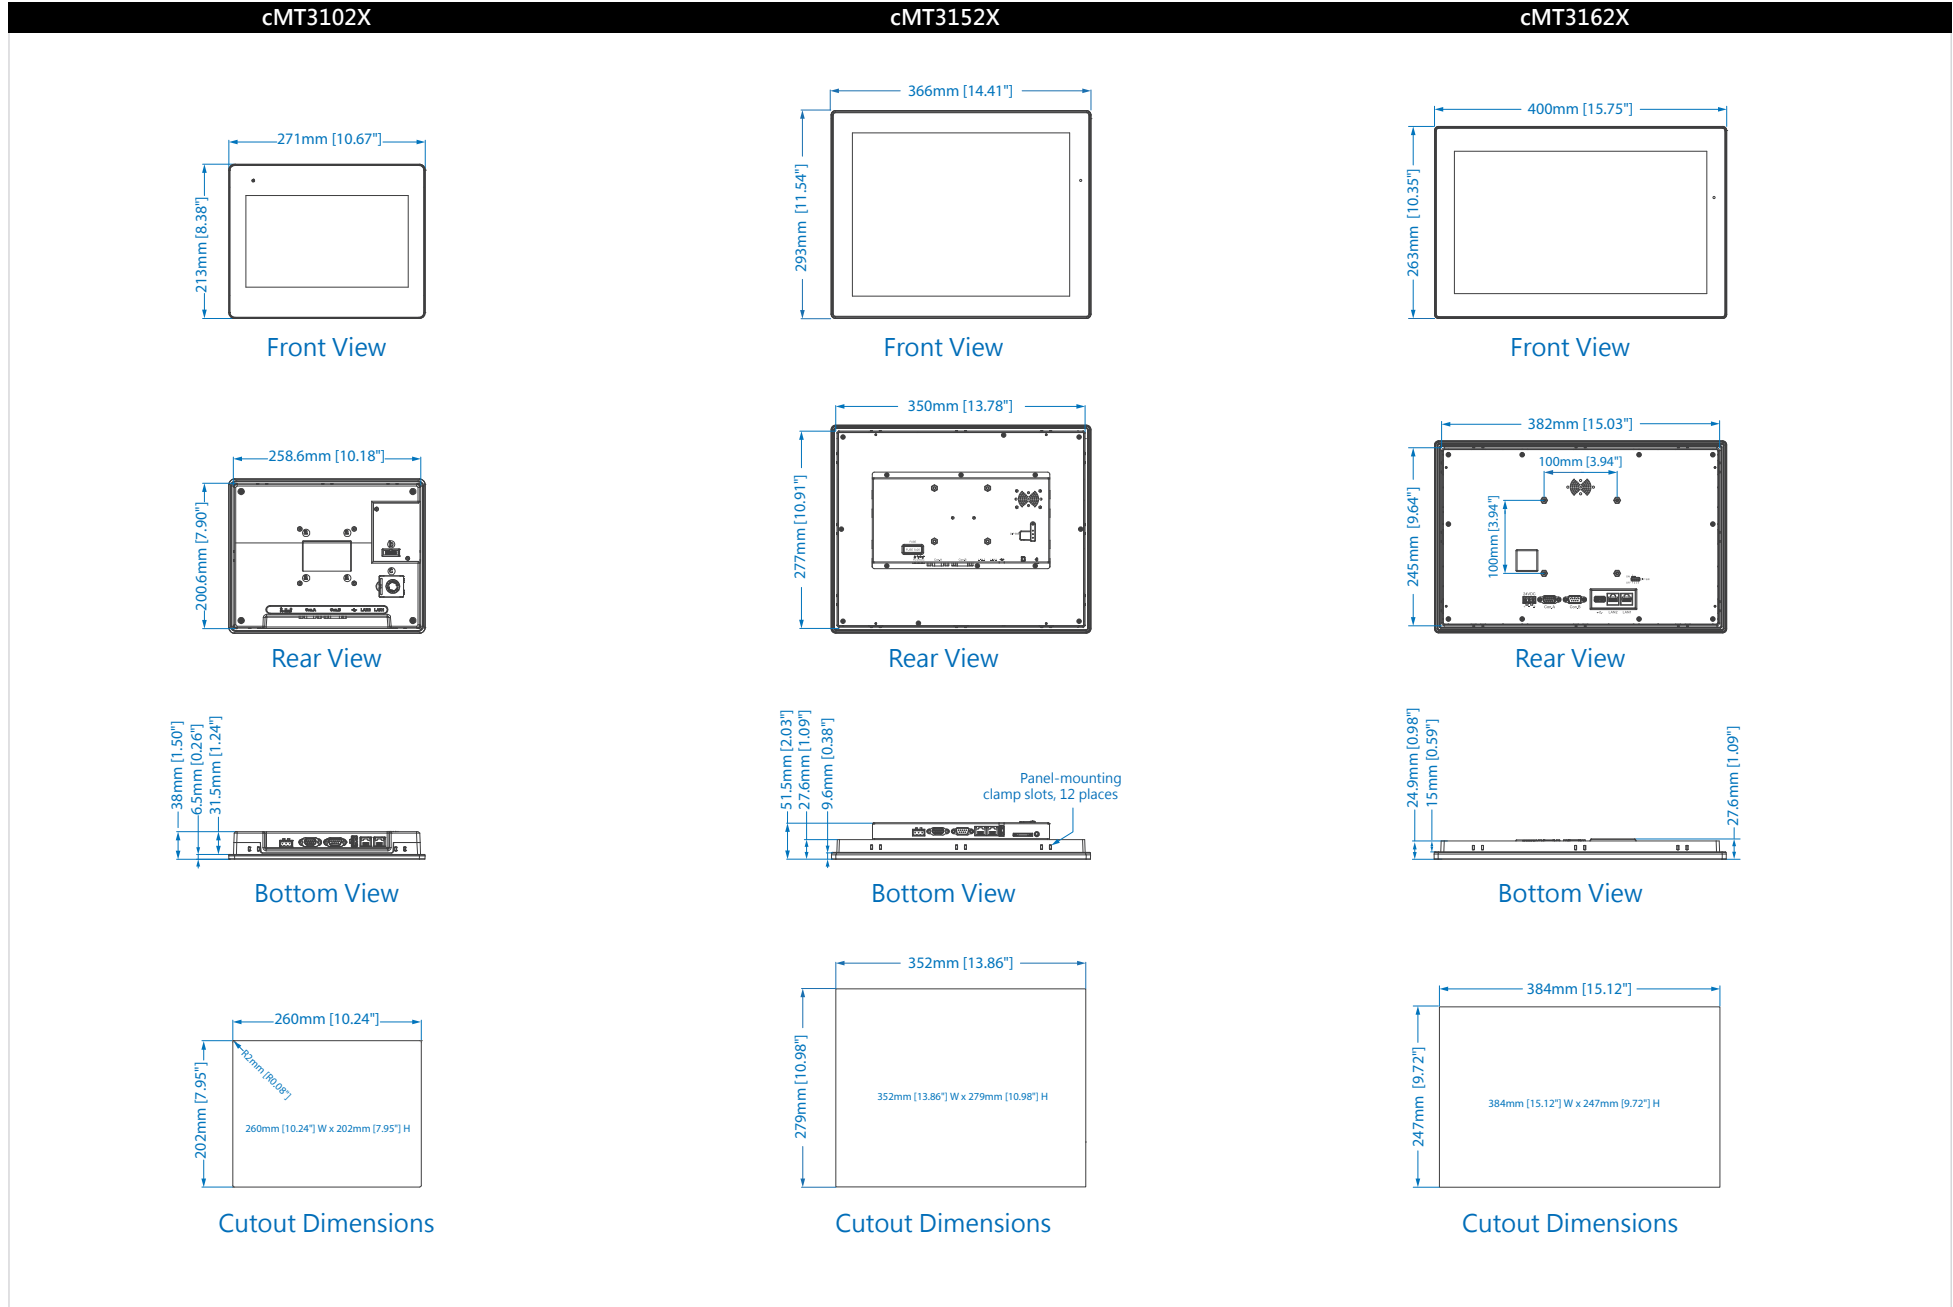 cMT3102X
cMT3152X
cMT3162X
271mm [10.67"]
213mm [8.38"]
Front View
366mm [14.41"]
293mm [11.54"]
Front View
400mm [15.75"]
263mm [10.35"]
Front View
258.6mm [10.18"]
200.6mm [7.90"]
Rear View
350mm [13.78"]
277mm [10.91"]
Rear View
382mm [15.03"]
245mm [9.64"]
100mm [3.94"]
100mm [3.94"]
Rear View
38mm [1.50"]
6.5mm [0.26"]
31.5mm [1.24"]
Bottom View
51.5mm [2.03"]
27.6mm [1.09"]
9.6mm [0.38"]
Panel-mounting
clamp slots, 12 places
Bottom View
24.9mm [0.98"]
15mm [0.59"]
27.6mm [1.09"]
Bottom View
260mm [10.24"]
202mm [7.95"]
R2mm [R0.08"]
260mm [10.24"] W x 202mm [7.95"] H
Cutout Dimensions
352mm [13.86"]
279mm [10.98"]
352mm [13.86"] W x 279mm [10.98"] H
Cutout Dimensions
384mm [15.12"]
247mm [9.72"]
384mm [15.12"] W x 247mm [9.72"] H
Cutout Dimensions